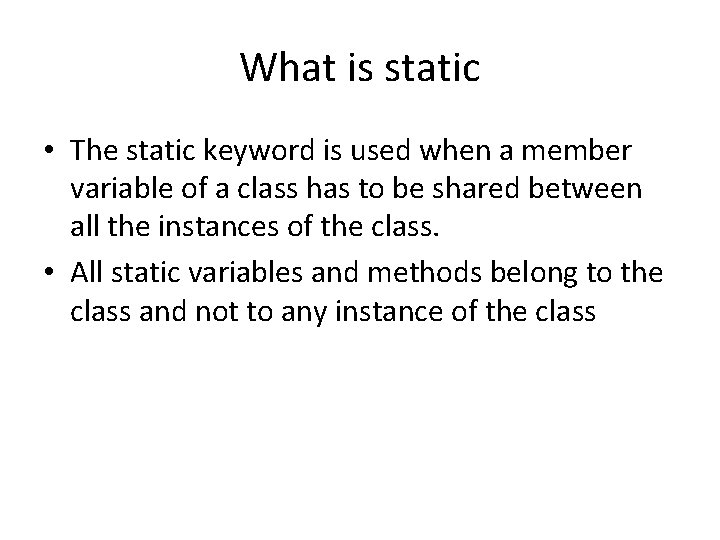 What is static
• The static keyword is used when a member
variable of a class has to be shared between
all the instances of the class.
• All static variables and methods belong to the
class and not to any instance of the class